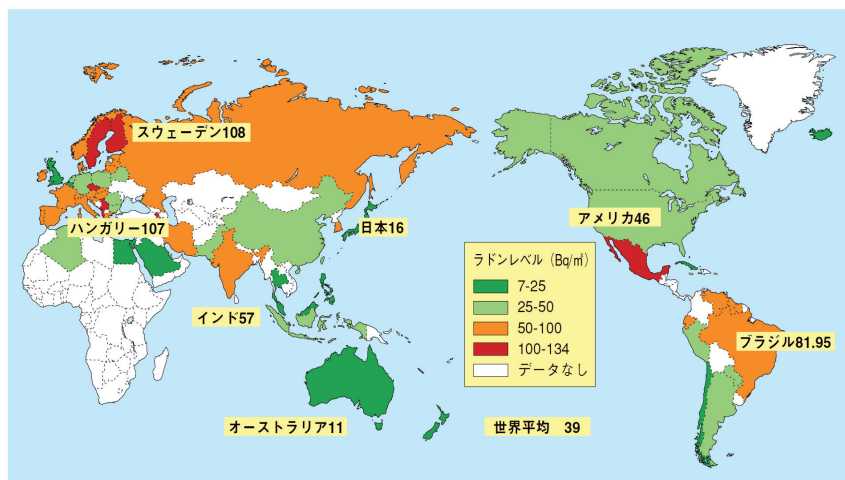 スウェーデン108
ハンガリー107
日本16
アメリカ46
ラドンレベル（Bq/㎥）
7-25
25-50
50-100
100-134
データなし
インド57
ブラジル81.95
オーストラリア11
世界平均　39